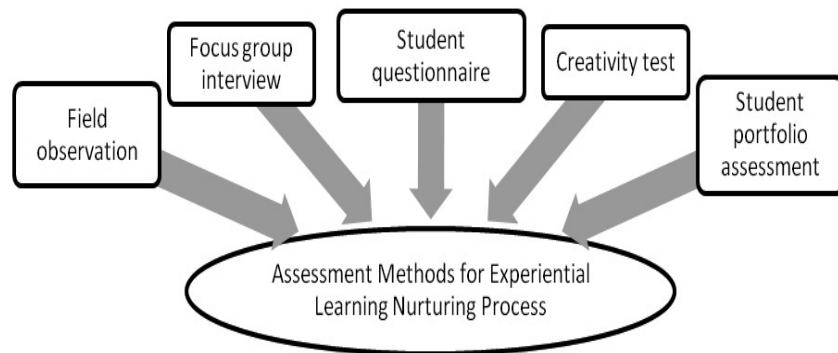 Field
observation
Focus group
interview
Student
questionnaire
Creativity test
Student
portfolio
assessment
Assessment Methods for Experiential
Learning Nurturing Process